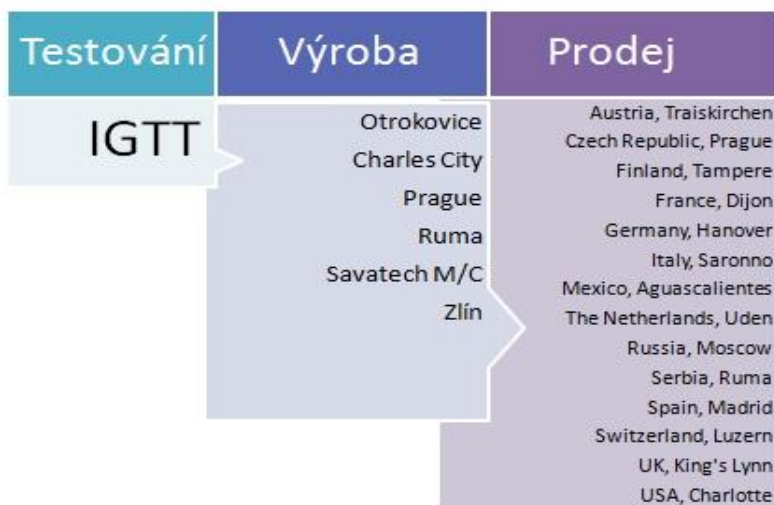 Testování
IGTT
Výroba
Otrokovice
Charles City
Prague
Ruma
Savatech M/C
Zlín
Prodej
Austria, Traiskirchen
Czech Republic, Prague
Finland, Tampere
France, Dijon
Germany, Hanover
Italy, Saronno
Mexico, Aguascalientes
The Netherlands, Uden
Russia, Moscow
Serbia, Ruma
Spain, Madrid
Switzerland, Luzern
UK, King's Lynn
USA, Charlotte